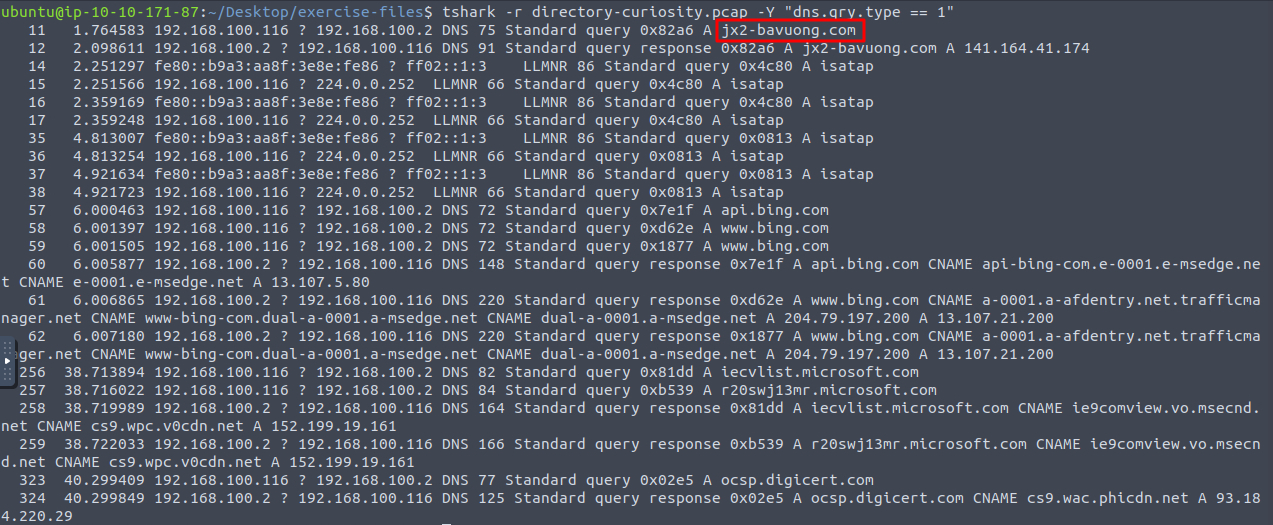 ubuntu@ip-10-10-171-87:~/Desktop/exercise-files$ tshark -r directory-curiosity.pcap -Y "dns.qry.type == 1"
11 1.764583 192.168.100.116 ? 192.168.100.2 DNS 75 Standard query 0x82a6 A jx2-bavuong.com
12 2.098611 192.168.100.2 ? 192.168.100.116 DNS 91 Standard query response 0x82a6 A jx2-bavuong.com A 141.164.41.174
14 2.251297 fe80::b9a3:aa8f:3e8e:fe86 ? ff02::1:3 LLMNR 86 Standard query 0x4c80 A isatap
15 2.251566 192.168.100.116 ? 224.0.0.252 LLMNR 66 Standard query 0x4c80 A isatap
16 2.359169 fe80::b9a3:aa8f:3e8e:fe86 ? ff02::1:3 LLMNR 86 Standard query 0x4c80 A isatap
17 2.359248 192.168.100.116 ? 224.0.0.252 LLMNR 66 Standard query 0x4c80 A isatap
35 4.813007 fe80::b9a3:aa8f:3e8e:fe86 ? ff02::1:3 LLMNR 86 Standard query 0x0813 A isatap
36 4.813254 192.168.100.116 ? 224.0.0.252 LLMNR 66 Standard query 0x0813 A isatap
37 4.921634 fe80::b9a3:aa8f:3e8e:fe86 ? ff02::1:3 LLMNR 86 Standard query 0x0813 A isatap
38 4.921723 192.168.100.116 ? 224.0.0.252 LLMNR 66 Standard query 0x0813 A isatap
57 6.000463 192.168.100.116 ? 192.168.100.2 DNS 72 Standard query 0x7e1f A api.bing.com
58 6.001397 192.168.100.116 ? 192.168.100.2 DNS 72 Standard query 0xd62e A www.bing.com
59 6.001505 192.168.100.116 ? 192.168.100.2 DNS 72 Standard query 0x1877 A www.bing.com
60 6.005877 192.168.100.2 ? 192.168.100.116 DNS 148 Standard query response 0x7e1f A api.bing.com CNAME api-bing-com.e-0001.e-msedge.ne
t CNAME e-0001.e-msedge.net A 13.107.5.80
61 6.006865 192.168.100.2 ? 192.168.100.116 DNS 220 Standard query response 0xd62e A www.bing.com CNAME a-0001.a-afdentry.net.trafficma
nager.net CNAME www-bing-com.dual-a-0001.a-msedge.net CNAME dual-a-0001.a-msedge.net A 204.79.197.200 A 13.107.21.200
62 6.007180 192.168.100.2 ? 192.168.100.116 DNS 220 Standard query response 0x1877 A www.bing.com CNAME a-0001.a-afdentry.net.trafficma
ager.net CNAME www-bing-com.dual-a-0001.a-msedge.net CNAME dual-a-0001.a-msedge.net A 204.79.197.200 A 13.107.21.200
256 38.713894 192.168.100.116 ? 192.168.100.2 DNS 82 Standard query 0x81dd A iecvlist.microsoft.com
257 38.716022 192.168.100.116 ? 192.168.100.2 DNS 84 Standard query 0xb539 A r20swj13mr.microsoft.com
258 38.719989 192.168.100.2 ? 192.168.100.116 DNS 164 Standard query response 0x81dd A iecvlist.microsoft.com CNAME ie9comview.vo.msecnd.
net CNAME cs9.wpc.v0cdn.net A 152.199.19.161
259 38.722033 192.168.100.2 ? 192.168.100.116 DNS 166 Standard query response 0xb539 A r20swj13mr.microsoft.com CNAME ie9comview.vo.msecn
d.net CNAME cs9.wpc.v0cdn.net A 152.199.19.161
323 40.299409 192.168.100.116 ? 192.168.100.2 DNS 77 Standard query 0x02e5 A ocsp.digicert.com
324 40.299849 192.168.100.2 ? 192.168.100.116 DNS 125 Standard query response 0x02e5 A ocsp.digicert.com CNAME cs9.wac.phicdn.net A 93.18
4.220.29